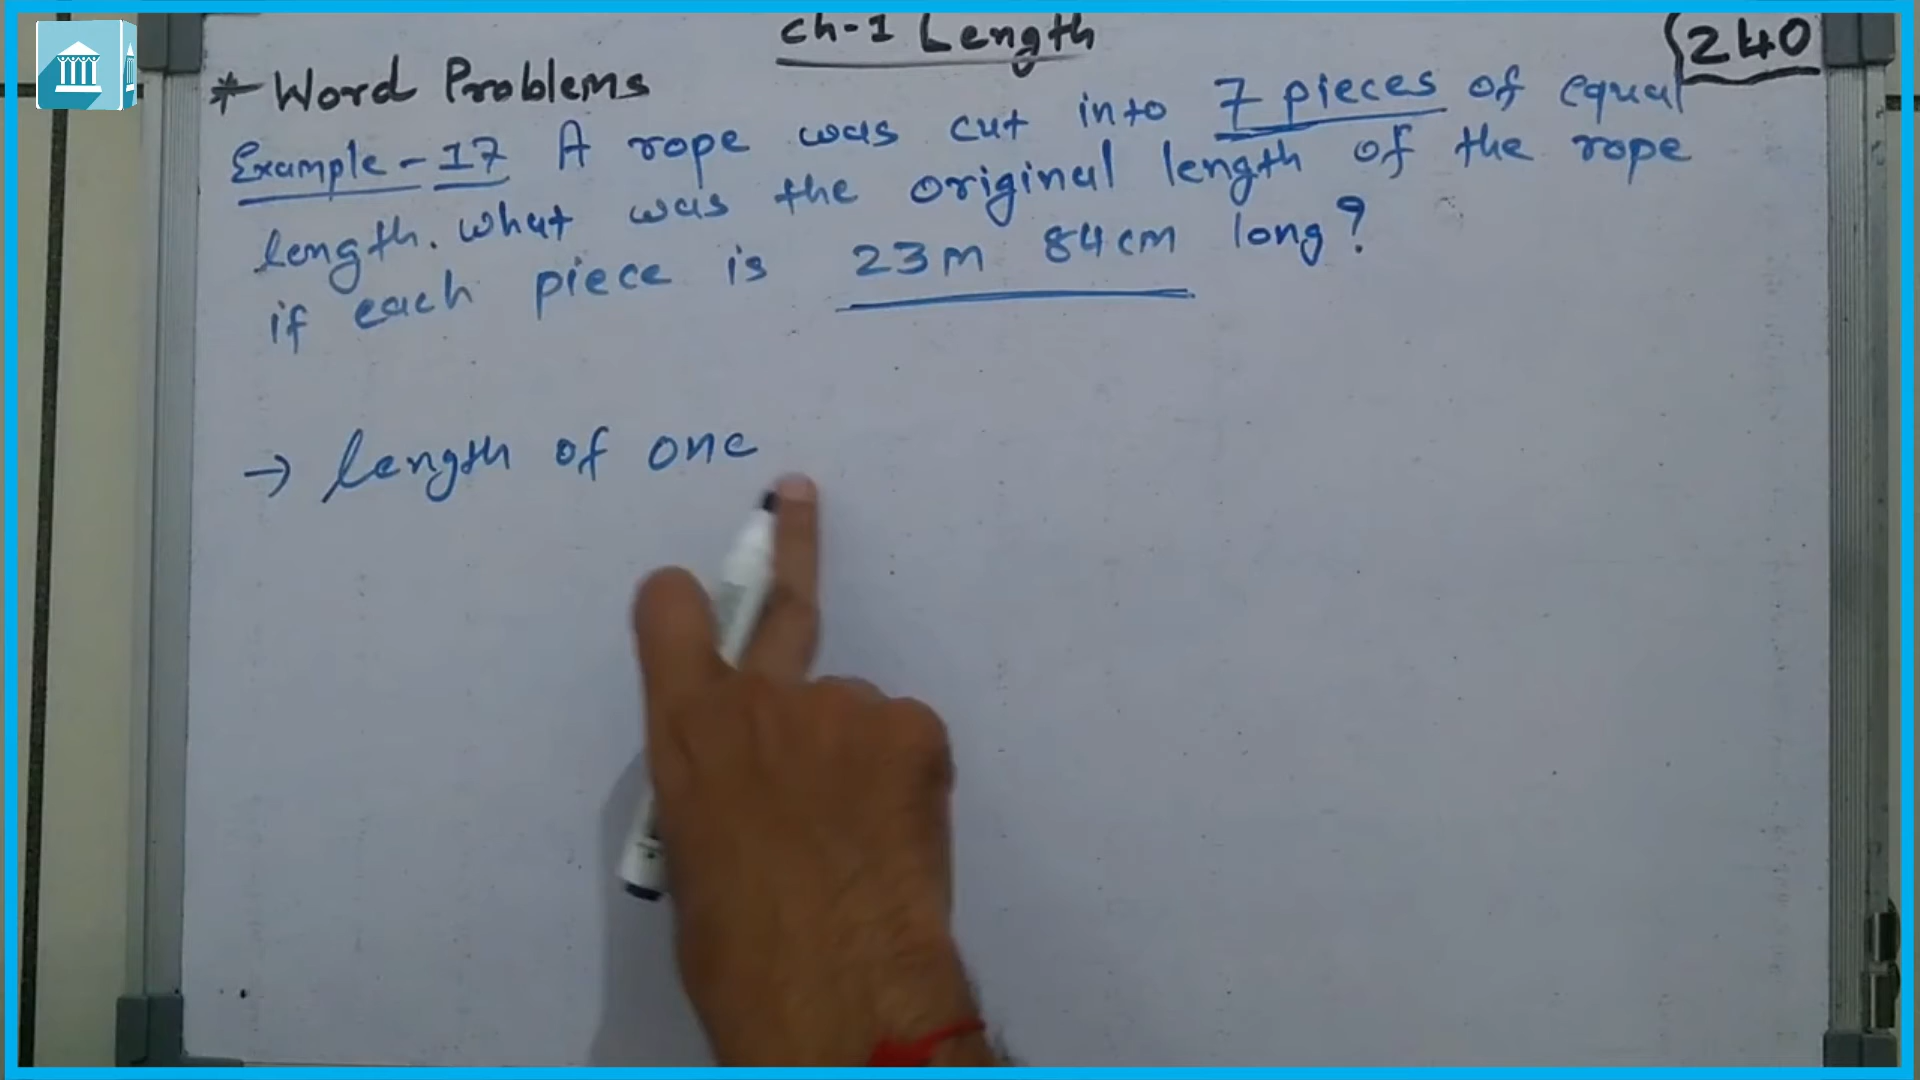 Ch-1 Length
240
* Word Problems
Example-17 A rope was cut into 7 pieces of equal
length. What was the original length of the rope
if each piece is 23m 84cm long?
→ length of one